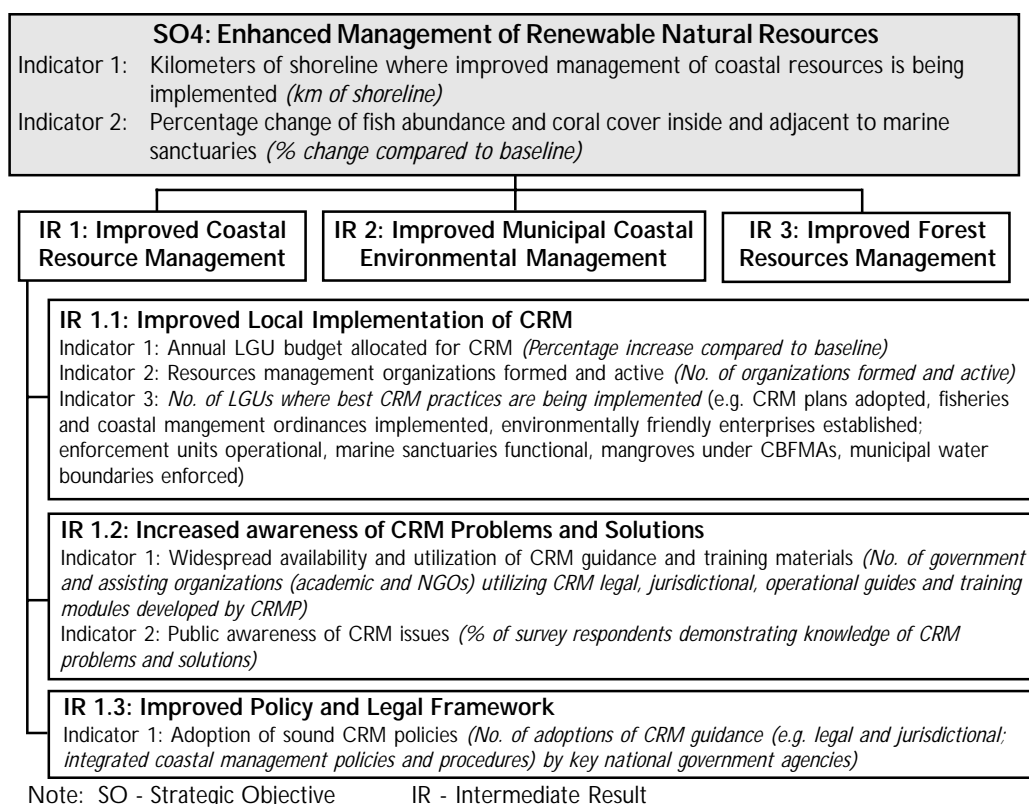 SO4: Enhanced Management of Renewable Natural Resources
Indicator 1: Kilometers of shoreline where improved management of coastal resources is being
implemented (km of shoreline)
Indicator 2: Percentage change of fish abundance and coral cover inside and adjacent to marine
sanctuaries (% change compared to baseline)
IR 1: Improved Coastal
Resource Management
IR 2: Improved Municipal Coastal
Environmental Management
IR 3: Improved Forest
Resources Management
IR 1.1: Improved Local Implementation of CRM
Indicator 1: Annual LGU budget allocated for CRM (Percentage increase compared to baseline)
Indicator 2: Resources management organizations formed and active (No. of organizations formed and active)
Indicator 3: No. of LGUs where best CRM practices are being implemented (e.g. CRM plans adopted, fisheries
and coastal mangement ordinances implemented, environmentally friendly enterprises established;
enforcement units operational, marine sanctuaries functional, mangroves under CBFMAs, municipal water
boundaries enforced)
IR 1.2: Increased awareness of CRM Problems and Solutions
Indicator 1: Widespread availability and utilization of CRM guidance and training materials (No. of government
and assisting organizations (academic and NGOs) utilizing CRM legal, jurisdictional, operational guides and training
modules developed by CRMP)
Indicator 2: Public awareness of CRM issues (% of survey respondents demonstrating knowledge of CRM
problems and solutions)
IR 1.3: Improved Policy and Legal Framework
Indicator 1: Adoption of sound CRM policies (No. of adoptions of CRM guidance (e.g. legal and jurisdictional;
integrated coastal management policies and procedures) by key national government agencies)
Note: SO - Strategic Objective IR - Intermediate Result